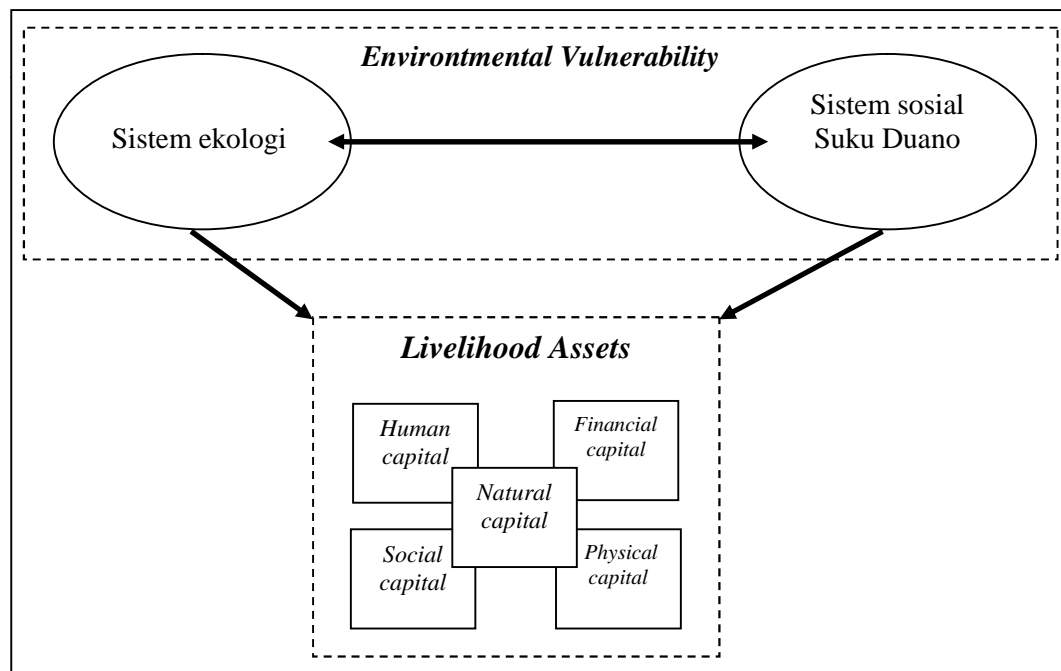 Environtmental Vulnerability
Sistem ekologi
Sistem sosial
Suku Duano
Livelihood Assets
Human
capital
Financial
capital
Natural
capital
Social
capital
Physical
capital